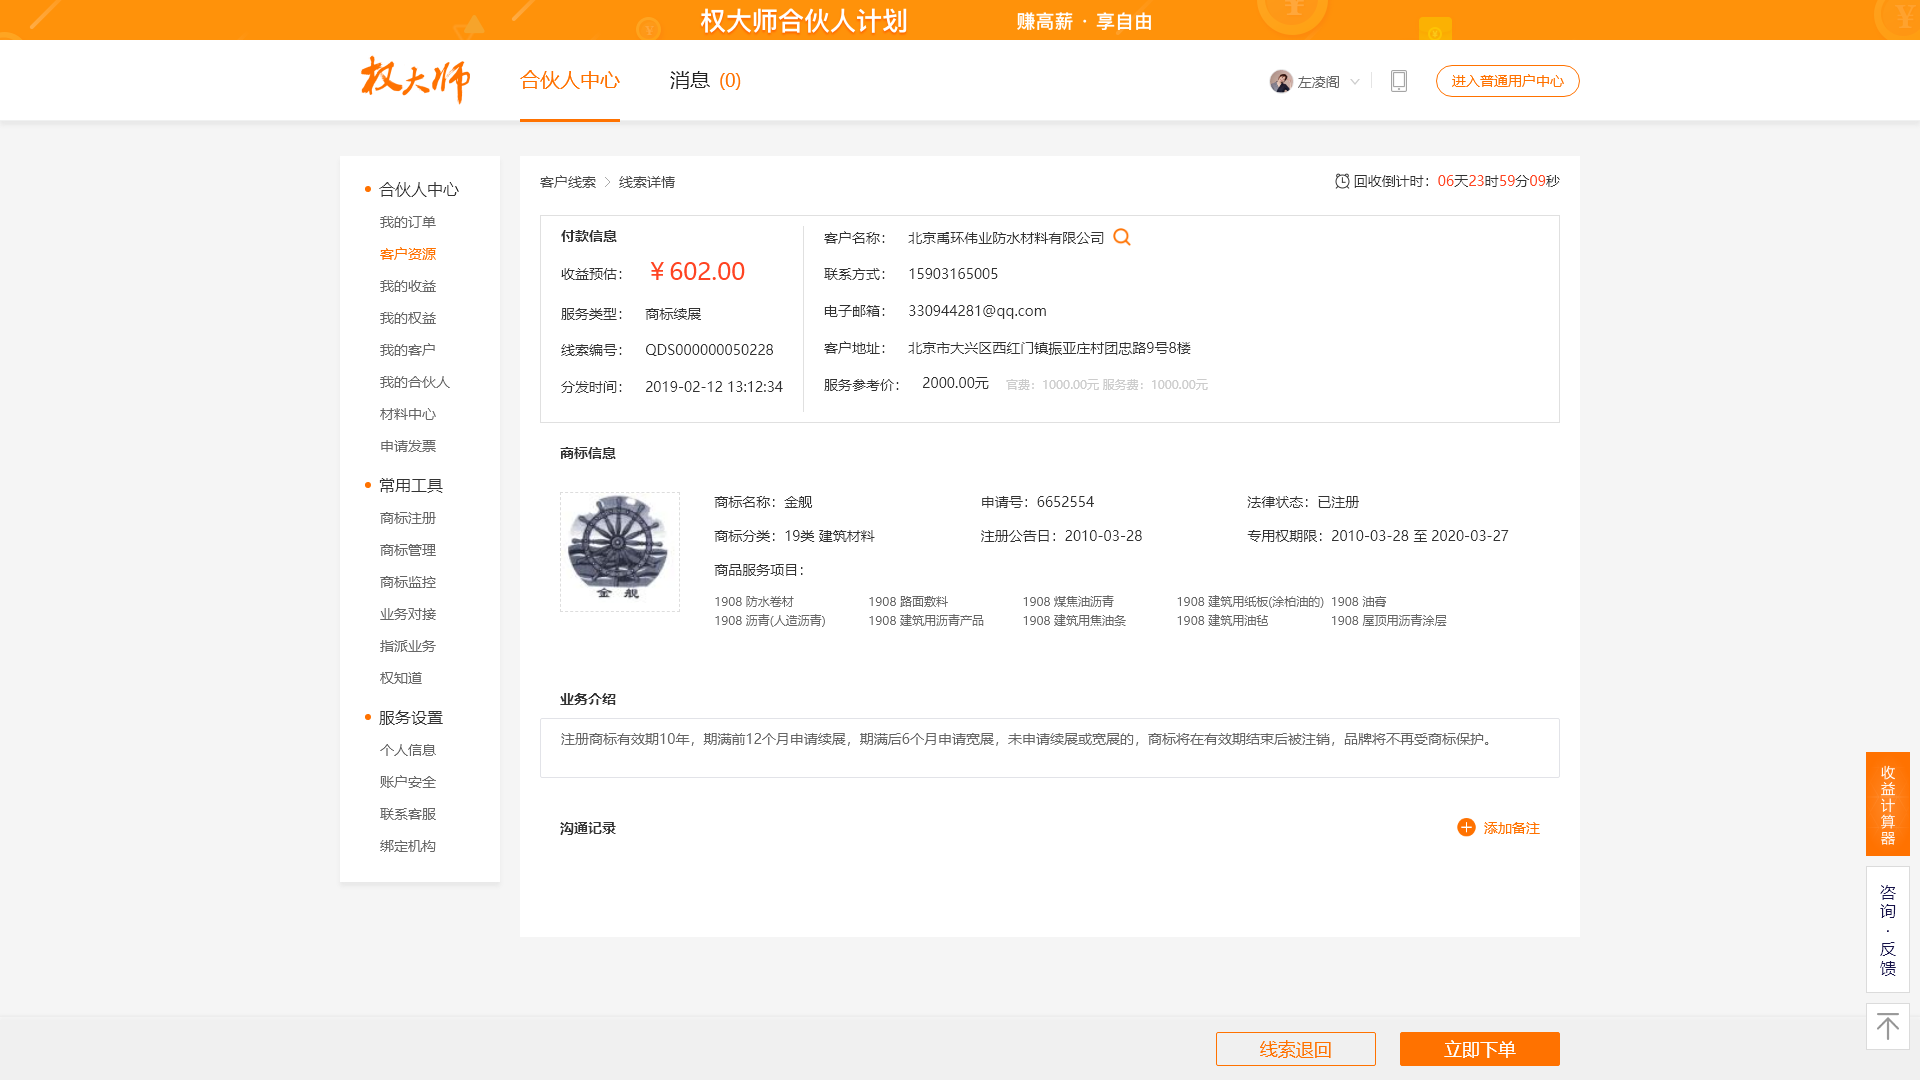 权大师合伙人计划 赚高薪 · 享自由
权大师
合伙人中心
消息 (0)
左凌阁
进入普通用户中心
合伙人中心
我的订单
客户资源
我的收益
我的权益
我的客户
我的合伙人
材料中心
申请发票
常用工具
商标注册
商标管理
商标监控
业务对接
指派业务
权知道
服务设置
个人信息
账户安全
联系客服
绑定机构
客户线索 > 线索详情
回收倒计时：06天23时59分09秒
付款信息
收益预估： ¥ 602.00
服务类型： 商标续展
线索编号： QDS000000050228
分发时间： 2019-02-12 13:12:34
客户名称： 北京禹环伟业防水材料有限公司
联系方式： 15903165005
电子邮箱： 330944281@qq.com
客户地址： 北京市大兴区西红门镇振亚庄村团忠路9号8楼
服务参考价： 2000.00元 官费：1000.00元 服务费：1000.00元
商标信息
金舰
商标名称：金舰 申请号：6652554 法律状态：已注册
商标分类：19类 建筑材料 注册公告日：2010-03-28 专用权期限：2010-03-28 至 2020-03-27
商品服务项目：
1908 防水卷材 1908 路面敷料 1908 煤焦油沥青 1908 建筑用纸板(涂柏油的) 1908 油膏
1908 沥青(人造沥青) 1908 建筑用沥青产品 1908 建筑用焦油条 1908 建筑用油毡 1908 屋顶用沥青涂层
业务介绍
注册商标有效期10年，期满前12个月申请续展，期满后6个月申请宽展，未申请续展或宽展的，商标将在有效期结束后被注销，品牌将不再受商标保护。
沟通记录
添加备注
收益计算器
咨询·反馈
线索退回
立即下单